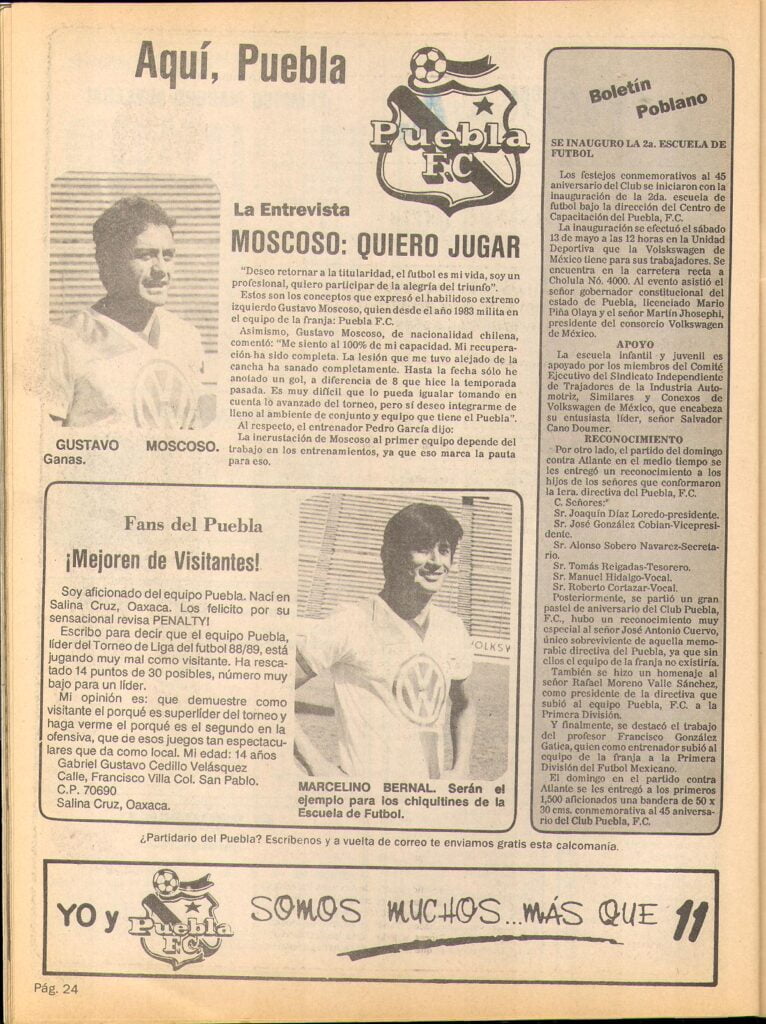 Aquí, Puebla
Puebla
F.C.
La Entrevista
MOSCOSO: QUIERO JUGAR
"Deseo retornar a la titularidad, el futbol es mi vida, soy un
profesional, quiero participar de la alegría del triunfo".
Estos son los conceptos que expresó el habilidoso extremo
izquierdo Gustavo Moscoso, quien desde el año 1983 milita en
el equipo de la franja: Puebla F.C.
Asimismo, Gustavo Moscoso, de nacionalidad chilena,
comentó: "Me siento al 100% de mi capacidad. Mi recupera-
ción ha sido completa. La lesión que me tuvo alejado de la
cancha ha sanado completamente. Hasta la fecha sólo he
anotado un gol, a diferencia de 8 que hice la temporada
pasada. Es muy difícil que lo pueda igualar tomando en
cuenta lo avanzado del torneo, pero sí deseo integrarme de
lleno al ambiente de conjunto y equipo que tiene el Puebla".
Al respecto, el entrenador Pedro García dijo:
La incrustación de Moscoso al primer equipo depende del
trabajo en los entrenamientos, ya que eso marca la pauta
para eso.
GUSTAVO MOSCOSO.
Ganas.
Fans del Puebla
¡Mejoren de Visitantes!
Soy aficionado del equipo Puebla. Nací en
Salina Cruz, Oaxaca. Los felicito por su
sensacional revisa PENALTY!
Escribo para decir que el equipo Puebla,
líder del Torneo de Liga del futbol 88/89, está
jugando muy mal como visitante. Ha resca-
tado 14 puntos de 30 posibles, número muy
bajo para un líder.
Mi opinión es: que demuestre como
visitante el porqué es superlíder del torneo y
haga verme el porqué es el segundo en la
ofensiva, que de esos juegos tan espectacu-
lares que da como local. Mi edad: 14 años
Gabriel Gustavo Cedillo Velásquez
Calle, Francisco Villa Col. San Pablo.
C.P. 70690
Salina Cruz, Oaxaca.
VOLKSW
MARCELINO BERNAL. Serán el
ejemplo para los chiquitines de la
Escuela de Futbol.
Boletín
Poblano
SE INAUGURO LA 2a. ESCUELA DE
FUTBOL
Los festejos conmemorativos al 45
aniversario del Club se iniciaron con la
inauguración de la 2da. escuela de
futbol bajo la dirección del Centro de
Capacitación del Puebla, F.C.
La inauguración se efectuó el sábado
13 de mayo a las 12 horas en la Unidad
Deportiva que la Volskswagen de
México tiene para sus trabajadores. Se
encuentra en la carretera recta a
Cholula Nó. 4000. Al evento asistió el
señor gobernador constitucional del
estado de Puebla, licenciado Mario
Piña Olaya y el señor Martín Jhosephi,
presidente del consorcio Volkswagen
de México.
APOYO
La escuela infantil y juvenil es
apoyado por los miembros del Comité
Ejecutivo del Sindicato Independiente
de Trajadores de la Industria Auto-
motriz, Similares y Conexos de
Volkswagen de México, que encabeza
su entusiasta líder, señor Salvador
Cano Doumer.
RECONOCIMIENTO
Por otro lado, el partido del domingo
contra Atlante en el medio tiempo se
les entregó un reconocimiento a los
hijos de los señores que conformaron
la 1era. directiva del Puebla, F.C.
C. Señores:"
Sr. Joaquín Díaz Loredo-presidente.
Sr. José González Cobian-Vicepresi-
dente.
Sr. Alonso Sobero Navarez-Secreta-
rio.
Sr. Tomás Reigadas-Tesorero.
Sr. Manuel Hidalgo-Vocal.
Sr. Roberto Cortazar-Vocal.
Posteriormente, se partió un gran
pastel de aniversario del Club Puebla,
F.C., hubo un reconocimiento muy
especial al señor José Antonio Cuervo,
único sobreviviente de aquella memo-
rable directiva del Puebla, ya que sin
ellos el equipo de la franja no existiría.
También se hizo un homenaje al
señor Rafael Moreno Valle Sánchez,
como presidente de la directiva que
subió al equipo Puebla, F.C. a la
Primera División.
Y finalmente, se destacó el trabajo
del profesor Francisco González
Gatica, quien como entrenador subió al
equipo de la franja a la Primera
División del Futbol Mexicano.
El domingo en el partido contra
Atlante se les entregó a los primeros
1,500 aficionados una bandera de 50 x
30 cms. conmemorativa al 45 aniversa-
rio del Club Puebla, F.C.
¿Partidario del Puebla? Escríbenos y a vuelta de correo te enviamos gratis esta calcomanía.
YO y
Puebla
F.C.
SOMOS MUCHOS...MÁS QUE 11
Pág. 24